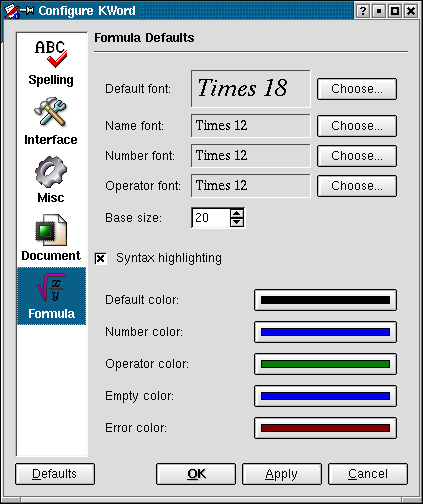 Configure KWord
Formula Defaults
ABC
Spelling
Interface
Misc
Document
x
y
Formula
Default font: Times 18 Choose...
Name font: Times 12 Choose...
Number font: Times 12 Choose...
Operator font: Times 12 Choose...
Base size: 20
Syntax highlighting
Default color:
Number color:
Operator color:
Empty color:
Error color:
Defaults OK Apply Cancel